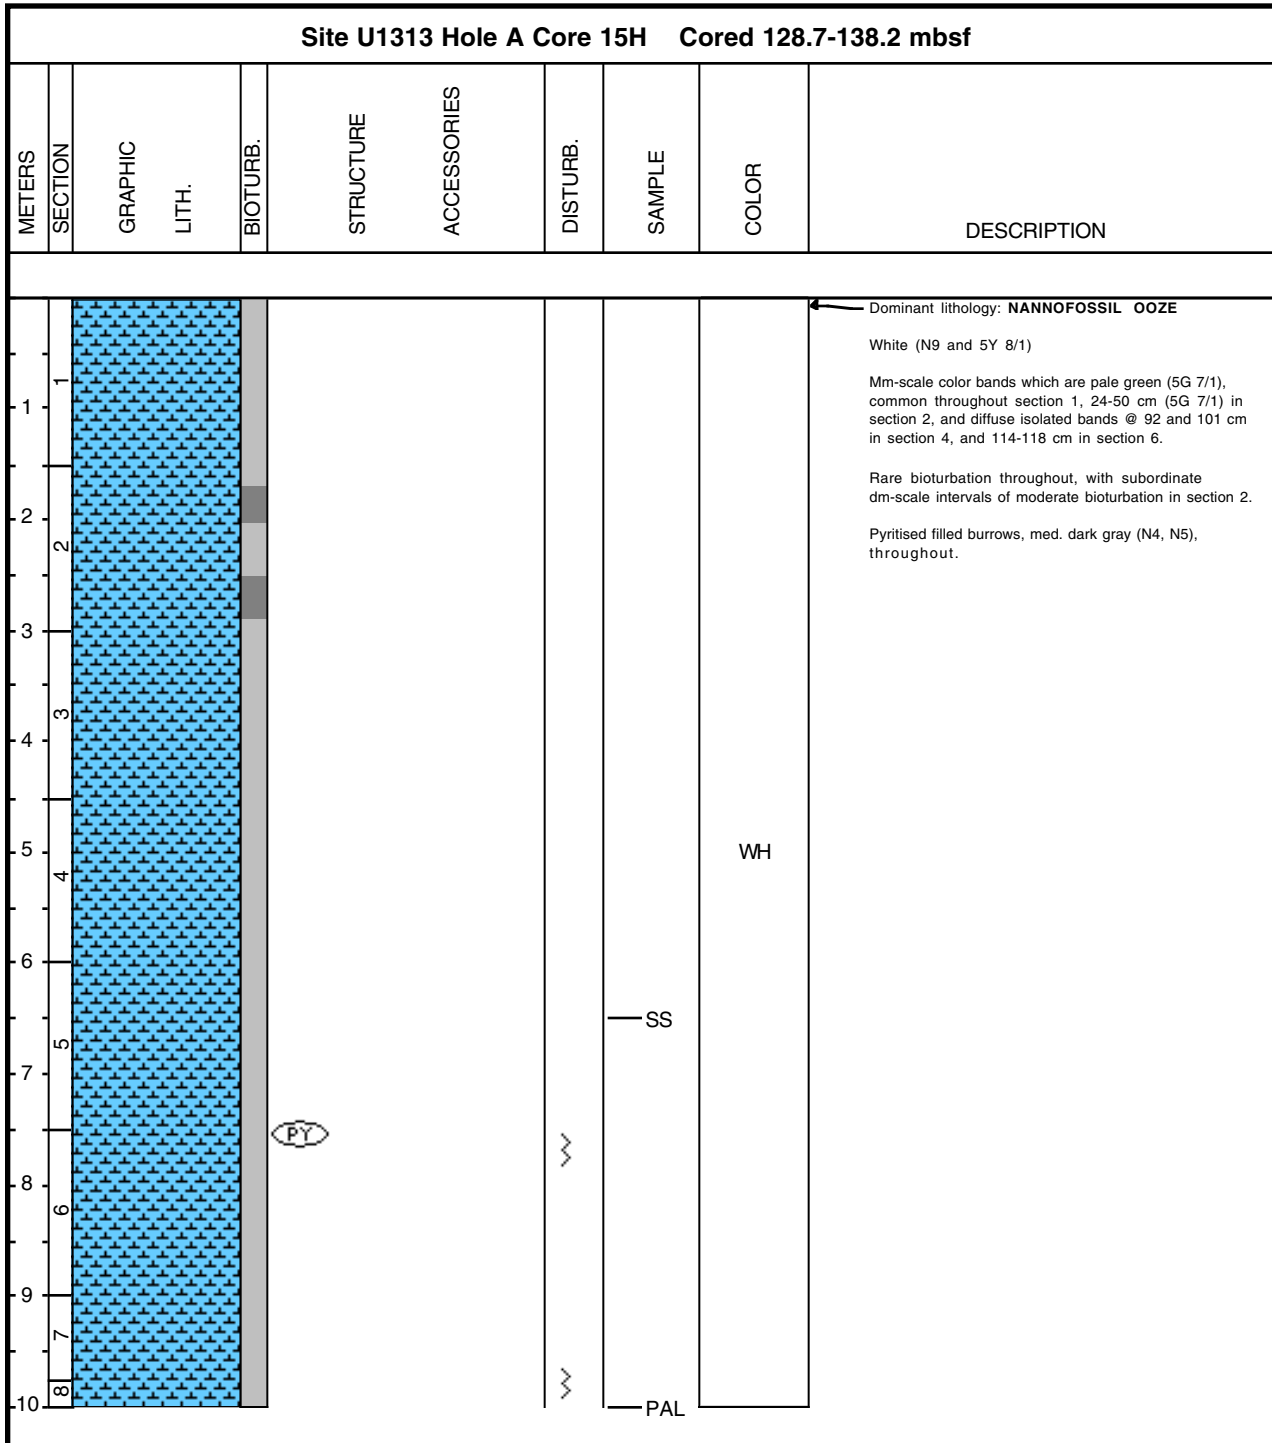 Site U1313 Hole A Core 15H Cored 128.7-138.2 mbsf
METERS
SECTION
GRAPHIC
LITH.
BIOTURB.
STRUCTURE
ACCESSORIES
DISTURB.
SAMPLE
COLOR
DESCRIPTION
Dominant lithology: NANNOFOSSIL OOZE
White (N9 and 5Y 8/1)
Mm-scale color bands which are pale green (5G 7/1),
common throughout section 1, 24-50 cm (5G 7/1) in
section 2, and diffuse isolated bands @ 92 and 101 cm
in section 4, and 114-118 cm in section 6.
Rare bioturbation throughout, with subordinate
dm-scale intervals of moderate bioturbation in section 2.
Pyritised filled burrows, med. dark gray (N4, N5),
throughout.
1
1
2
2
3
3
4
5
4
WH
6
SS
5
7
PY
8
6
9
7
8
10
PAL